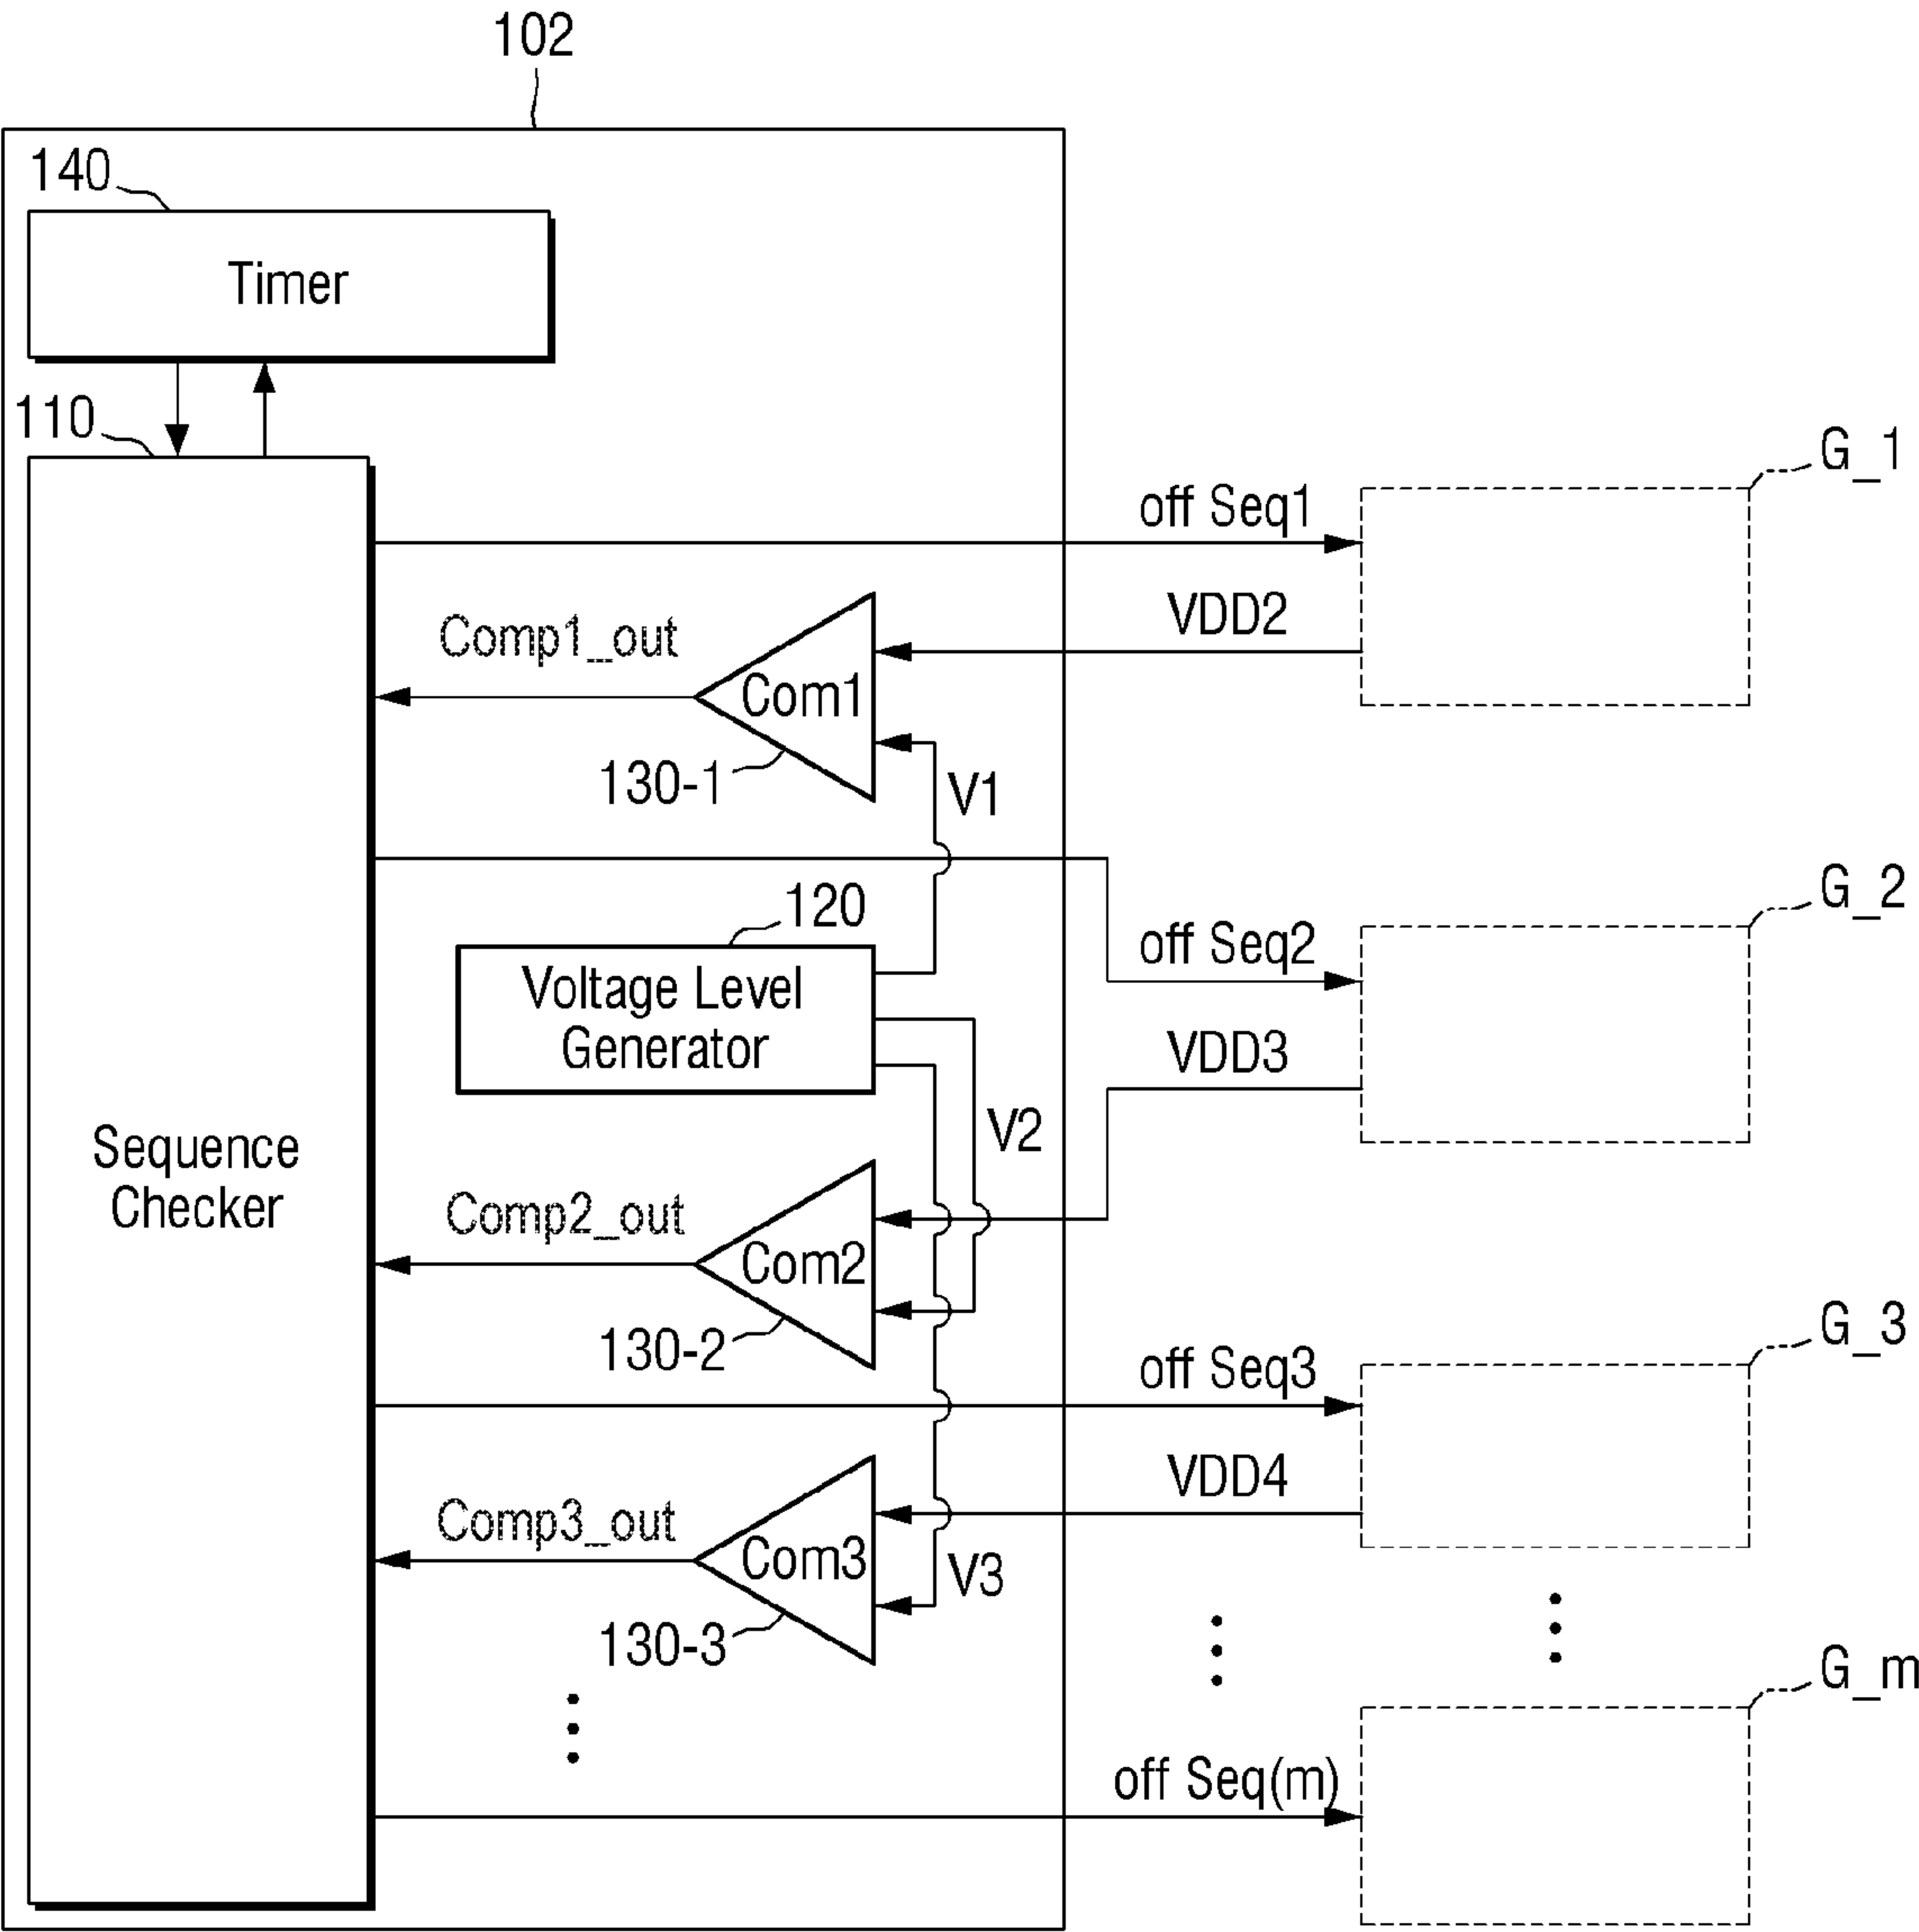 102
140
Timer
110
G_1
off Seq1
VDD2
Comp1_out
Com1
130-1
V1
120
G_2
off Seq2
Voltage Level
Generator
VDD3
V2
Sequence
Checker
Comp2_out
Com2
130-2
G_3
off Seq3
VDD4
Comp3_out
Com3
V3
130-3
G_m
off Seq(m)